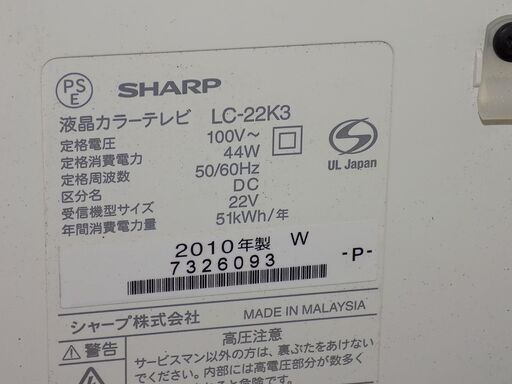 PS
E
SHARP
液晶カラーテレビ LC-22K3
定格電圧 100V～
定格消費電力 44W
定格周波数 50/60Hz
区分名 DC
受信機型サイズ 22V
年間消費電力量 51kWh/年
UL Japan
2010年製 W
7326093
-P-
シャープ株式会社 MADE IN MALAYSIA
高圧注意
警告
サービスマン以外の方は、裏ぶたをあけない
でください。内部には高電圧部分が数多く